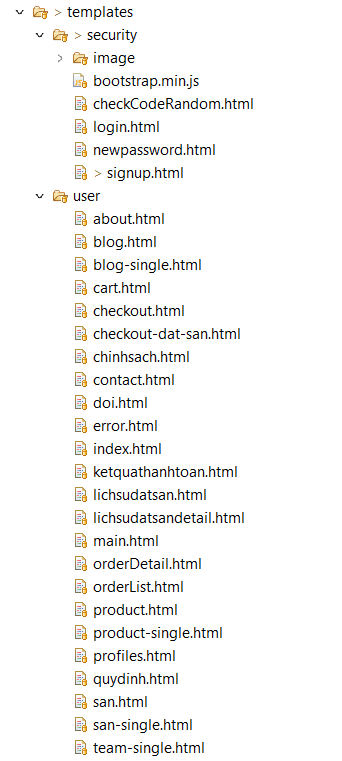 > templates
> security
image
bootstrap.min.js
checkCodeRandom.html
login.html
newpassword.html
> signup.html
user
about.html
blog.html
blog-single.html
cart.html
checkout.html
checkout-dat-san.html
chinhsach.html
contact.html
doi.html
error.html
index.html
ketquathanhtoan.html
lichsudatsan.html
lichsudatsandetail.html
main.html
orderDetail.html
orderList.html
product.html
product-single.html
profiles.html
quydinh.html
san.html
san-single.html
team-single.html